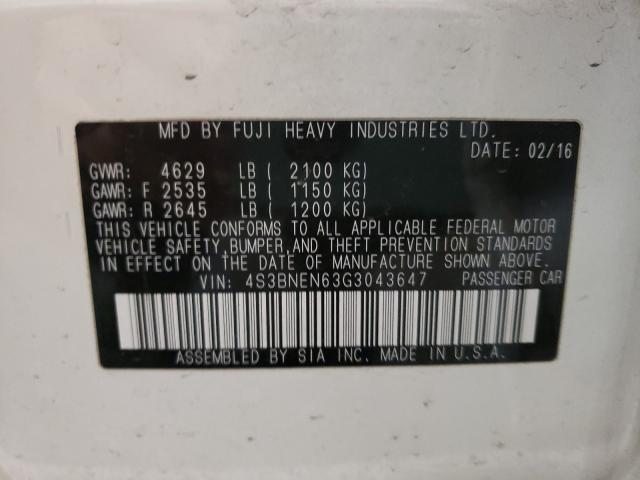 MFD BY FUJI HEAVY INDUSTRIES LTD.
DATE: 02/16
GVWR: 4629 LB ( 2100 KG)
GAWR: F 2535 LB ( 1150 KG)
GAWR: R 2645 LB ( 1200 KG)
THIS VEHICLE CONFORMS TO ALL APPLICABLE FEDERAL MOTOR
VEHICLE SAFETY,BUMPER,AND THEFT PREVENTION STANDARDS
IN EFFECT ON THE DATE OF MANUFACTURE SHOWN ABOVE.
VIN: 4S3BNEN63G3043647 PASSENGER CAR
ASSEMBLED BY SIA INC. MADE IN U.S.A.